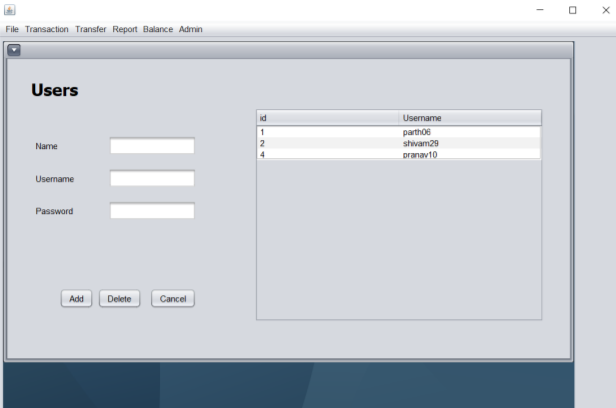 File Transaction Transfer Report Balance Admin
Users
id Username
1 parth06
2 shivam29
4 pranav10
Name
Username
Password
Add Delete Cancel